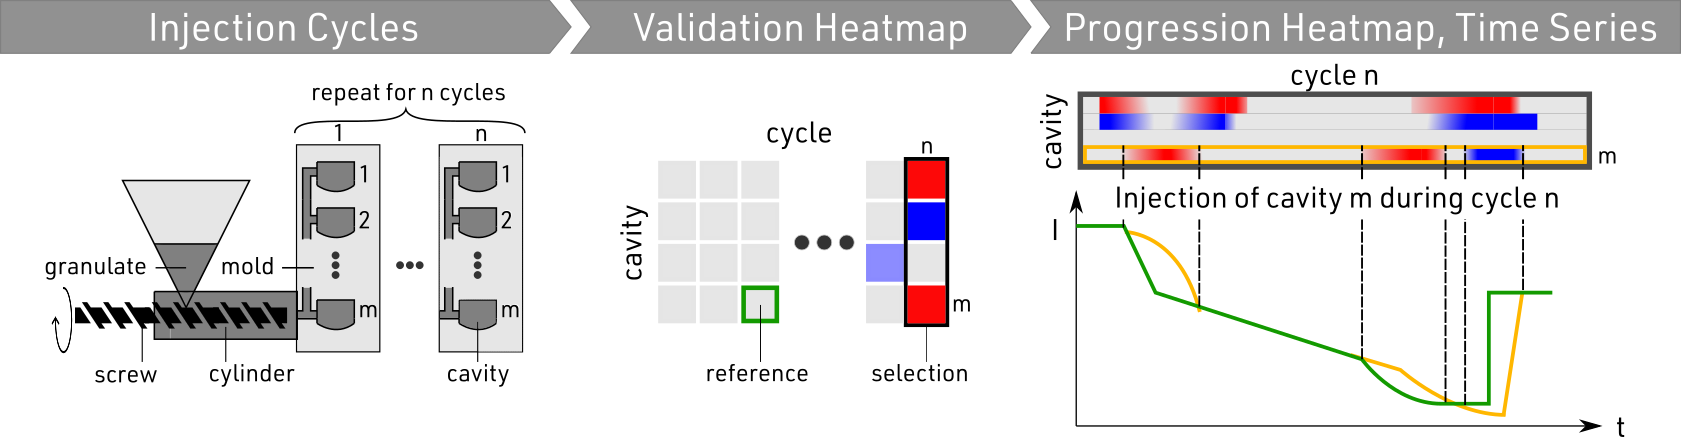 Injection Cycles
Validation Heatmap
Progression Heatmap, Time Series
repeat for n cycles
1
n
1
2
m
1
2
m
granulate
mold
screw
cylinder
cavity
cycle
n
cavity
m
reference
selection
cycle n
cavity
m
Injection of cavity m during cycle n
I
t